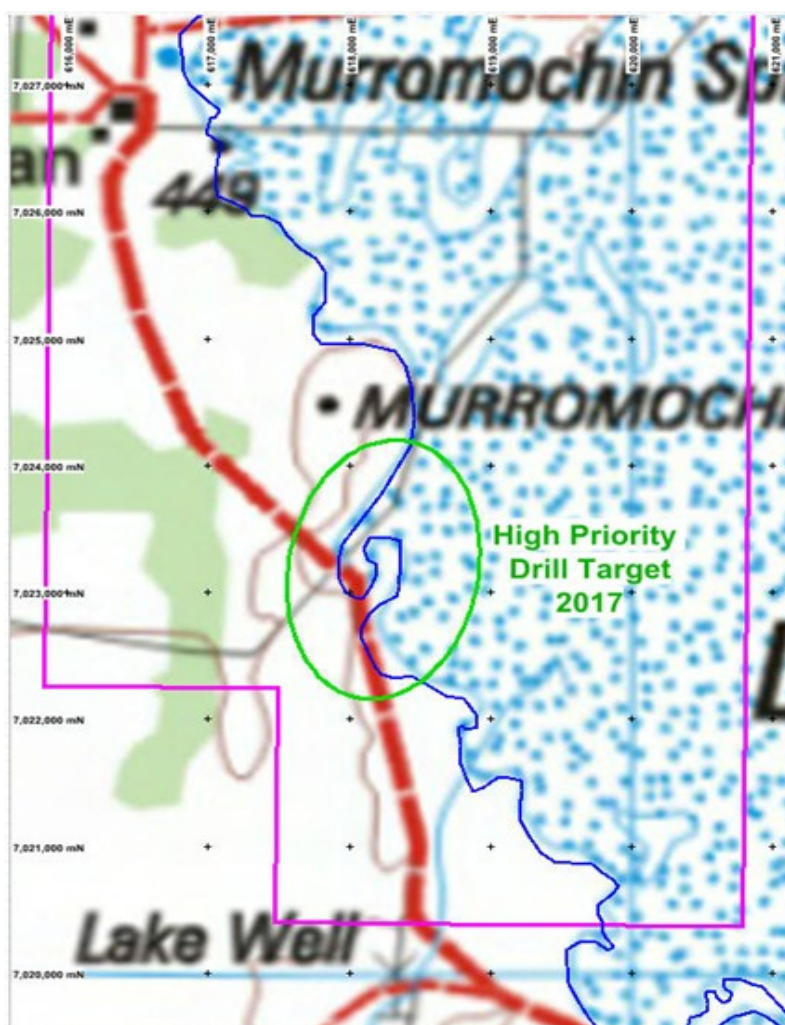 616,000 mE
617,000 mE
618,000 mE
619,000 mE
620,000 mE
621,000 mE
7,027,000 mN
Murromochin Spr
an
449
7,026,000 mN
7,025,000 mN
MURROMOCHI
7,024,000 mN
High Priority
Drill Target
2017
7,023,000 mN
L
7,022,000 mN
7,021,000 mN
Lake Well
7,020,000 mN